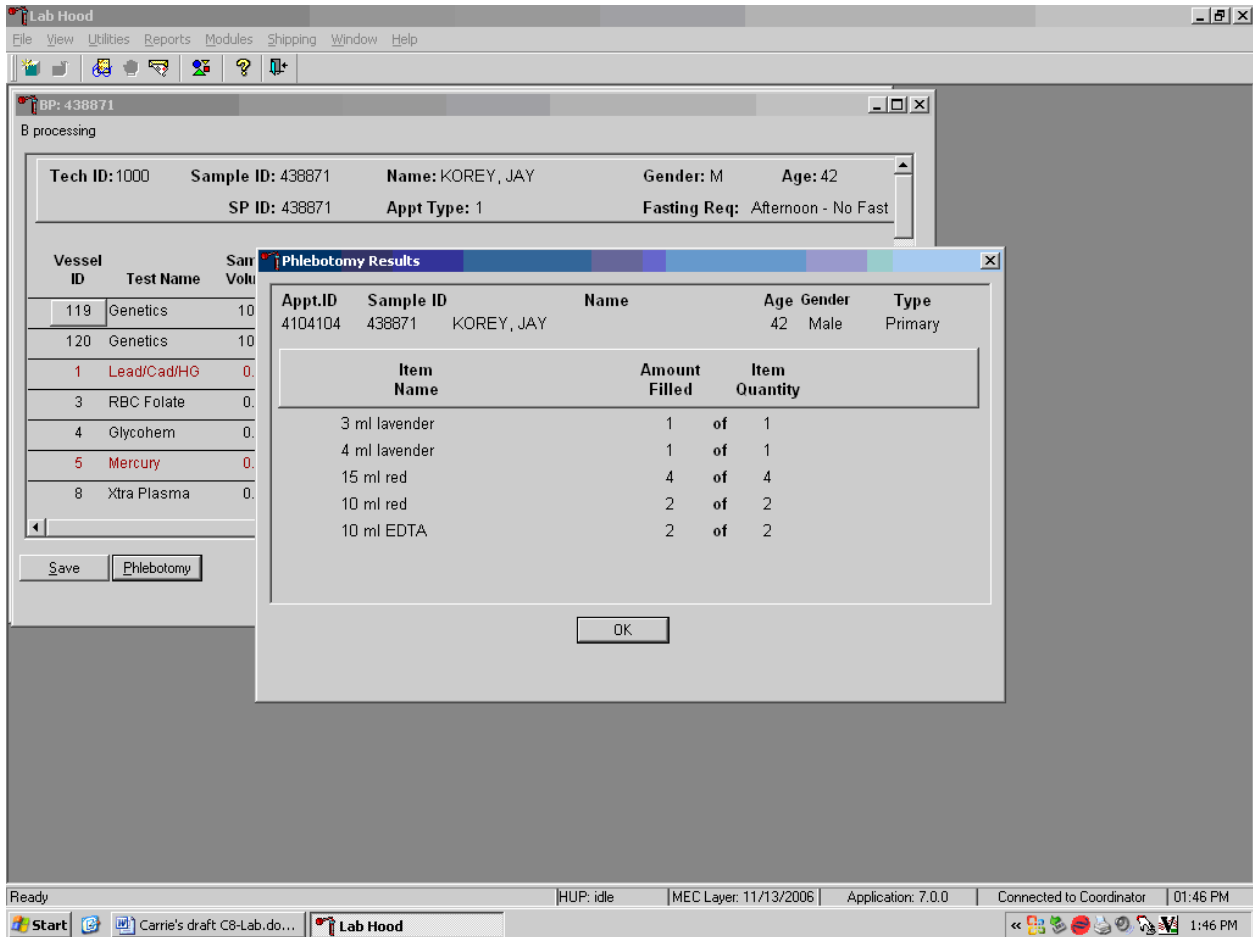 Lab Hood
File View Utilities Reports Modules Shipping Window Help
BP: 438871
B processing
Tech ID: 1000 Sample ID: 438871 Name: KOREY, JAY Gender: M Age: 42
SP ID: 438871 Appt Type: 1 Fasting Req: Afternoon - No Fast
Vessel ID Test Name
119 Genetics 10
120 Genetics 10
1 Lead/Cad/HG 0.
3 RBC Folate 0.
4 Glycohem 0.
5 Mercury 0.
8 Xtra Plasma 0.
Save Phlebotomy
Phlebotomy Results
Appt.ID Sample ID Name Age Gender Type
4104104 438871 KOREY, JAY 42 Male Primary
Item Amount Item
Name Filled Quantity
3 ml lavender 1 of 1
4 ml lavender 1 of 1
15 ml red 4 of 4
10 ml red 2 of 2
10 ml EDTA 2 of 2
OK
Ready HUP: idle MEC Layer: 11/13/2006 Application: 7.0.0 Connected to Coordinator 01:46 PM
Start Carrie's draft C8-Lab.do... Lab Hood 1:46 PM